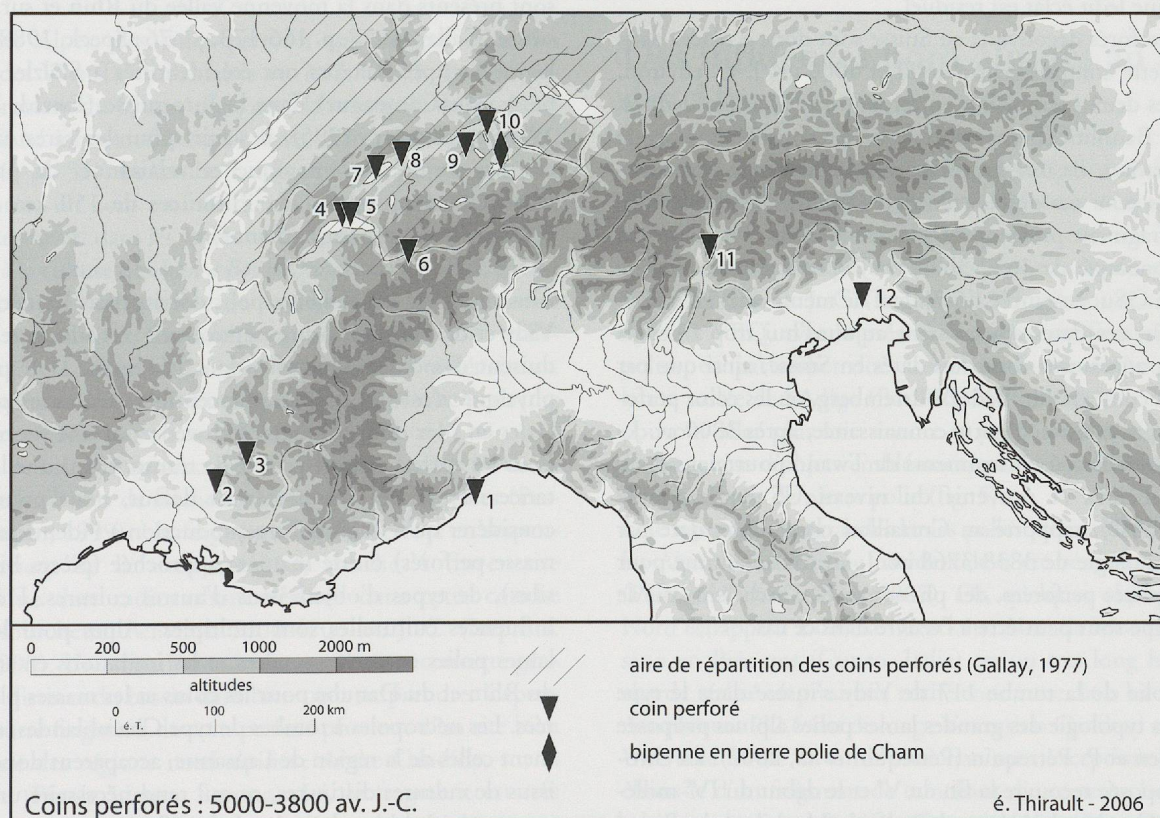 10
9
8
7
4
5
6
11
12
3
2
1
0 200 500 1000 2000 m
altitudes
0 100 200 km
é. T.
aire de répartition des coins perforés (Gallay, 1977)
coin perforé
bipenne en pierre polie de Cham
Coins perforés : 5000-3800 av. J.-C.
é. Thirault - 2006